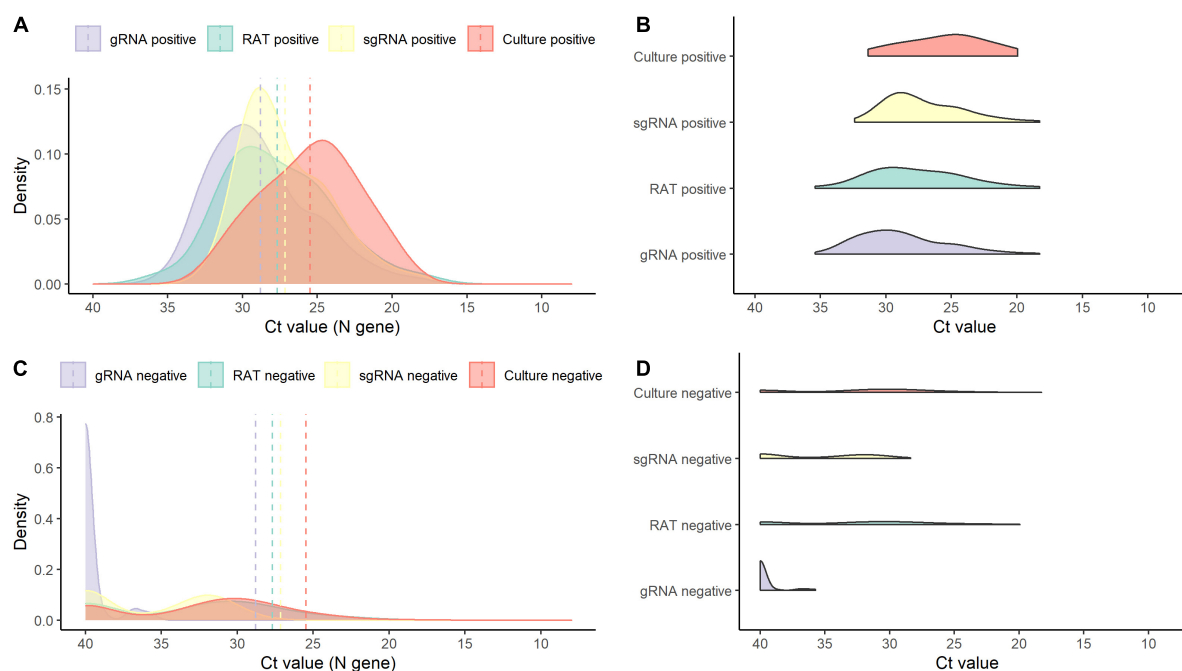 A
gRNA positive
RAT positive
sgRNA positive
Culture positive
0.15
0.10
0.05
0.00
Density
40 35 30 25 20 15 10
Ct value (N gene)
B
Culture positive
sgRNA positive
RAT positive
gRNA positive
40 35 30 25 20 15 10
Ct value
C
gRNA negative
RAT negative
sgRNA negative
Culture negative
0.8
0.6
0.4
0.2
0.0
Density
40 35 30 25 20 15 10
Ct value (N gene)
D
Culture negative
sgRNA negative
RAT negative
gRNA negative
40 35 30 25 20 15 10
Ct value